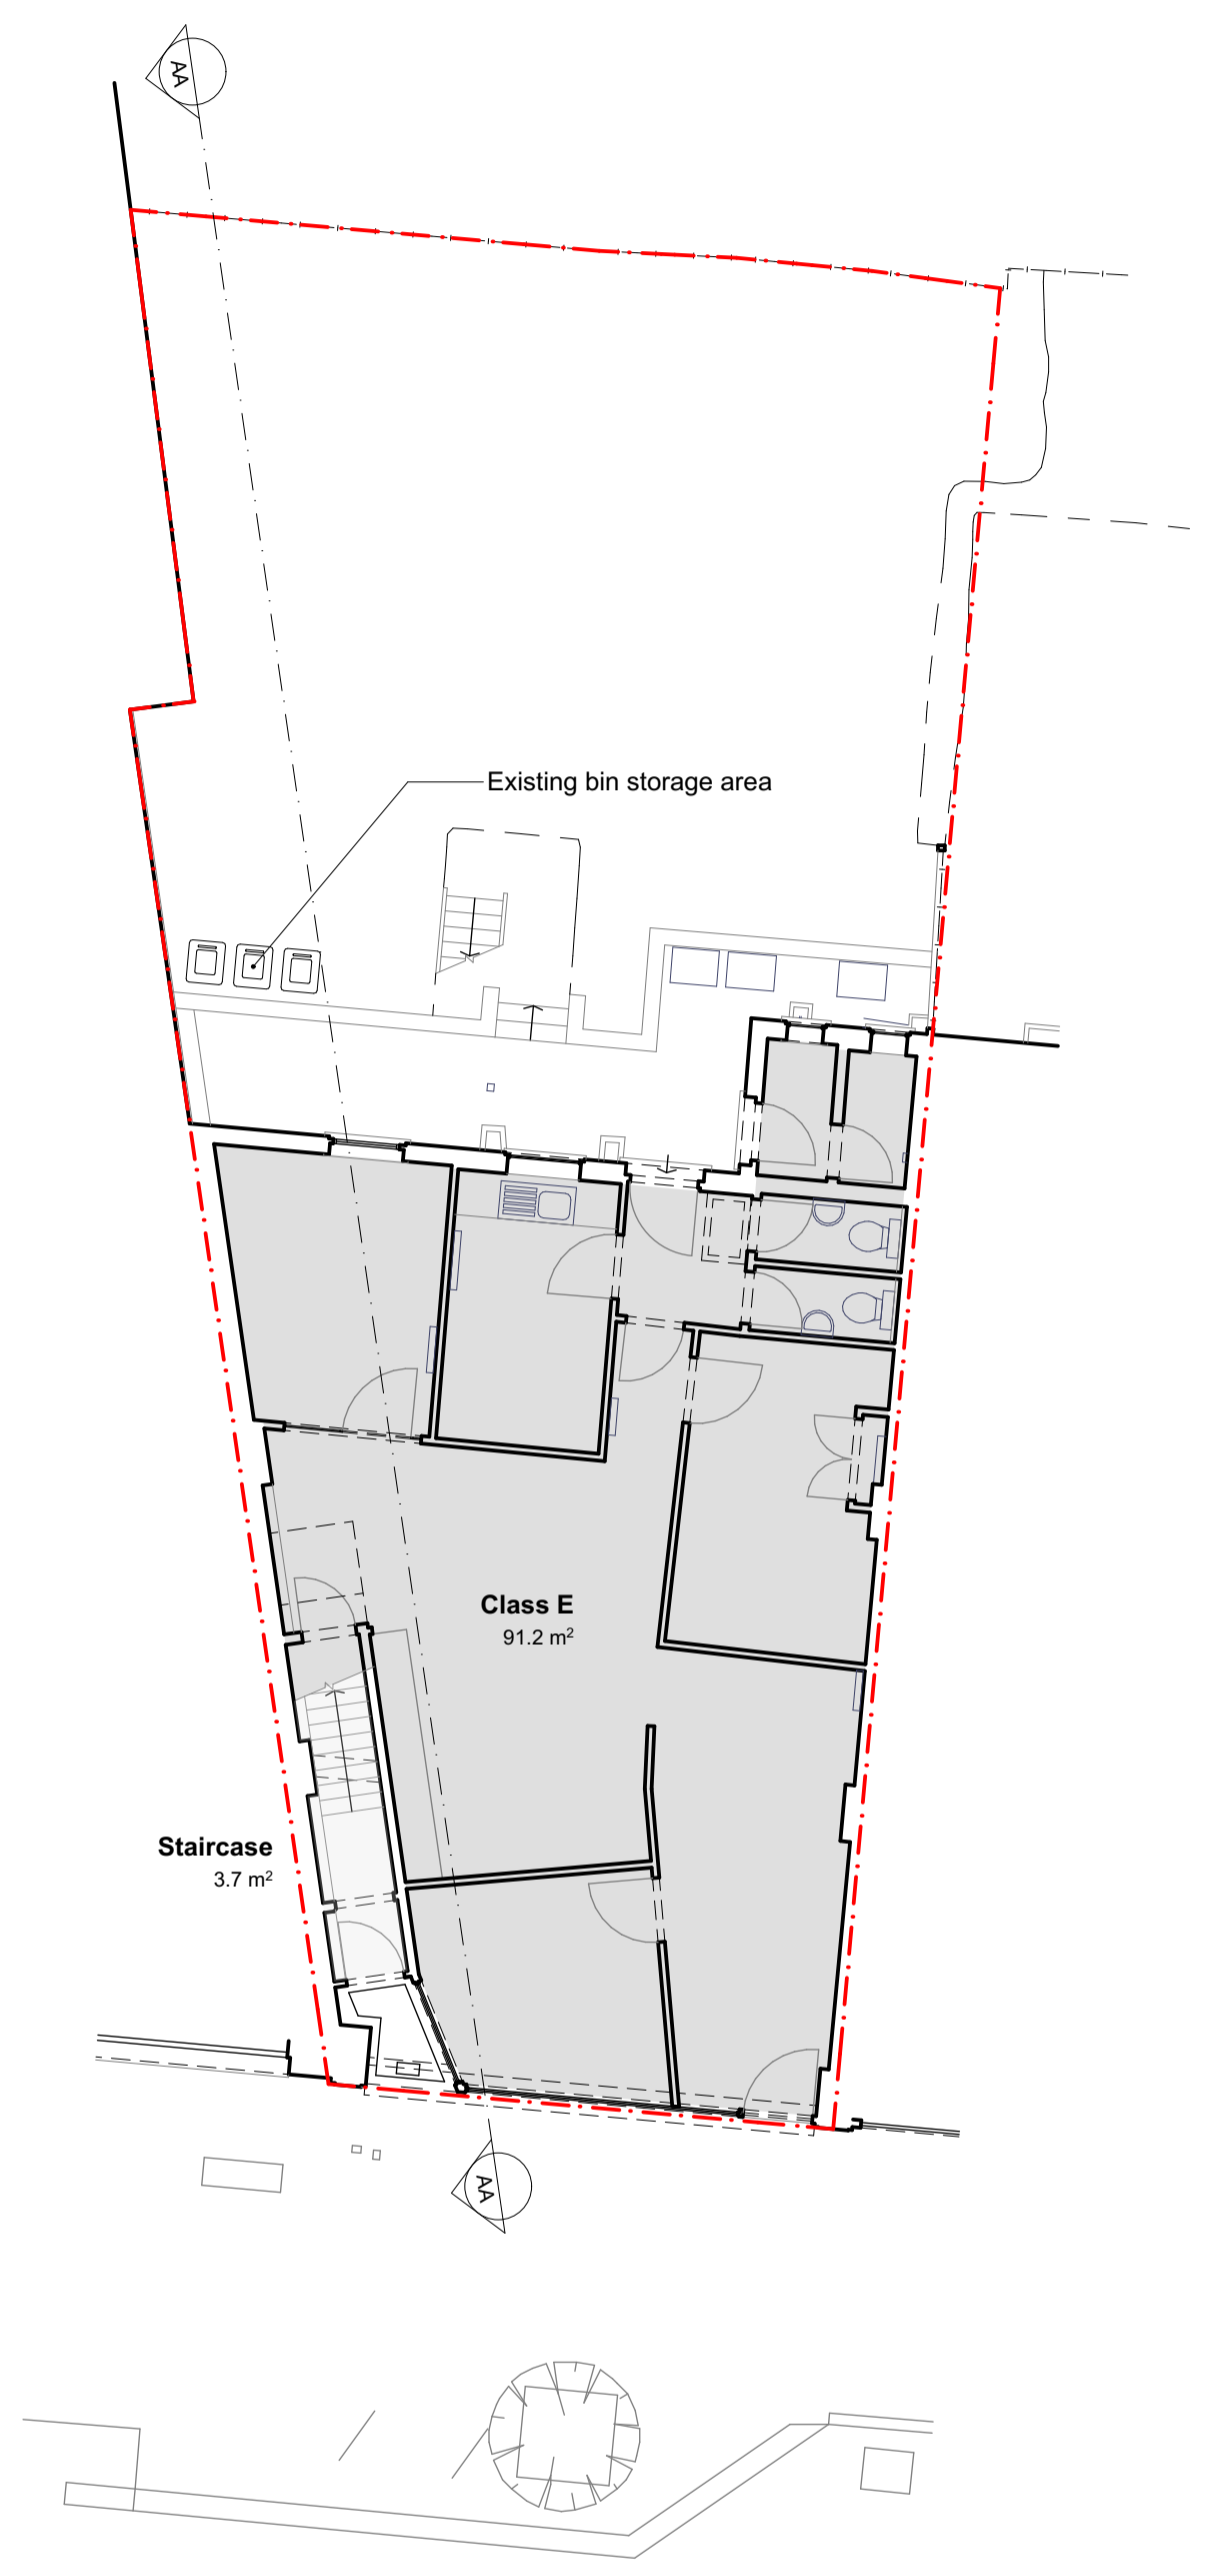 AA
Existing bin storage area
Class E
91.2 m²
Staircase
3.7 m²
AA